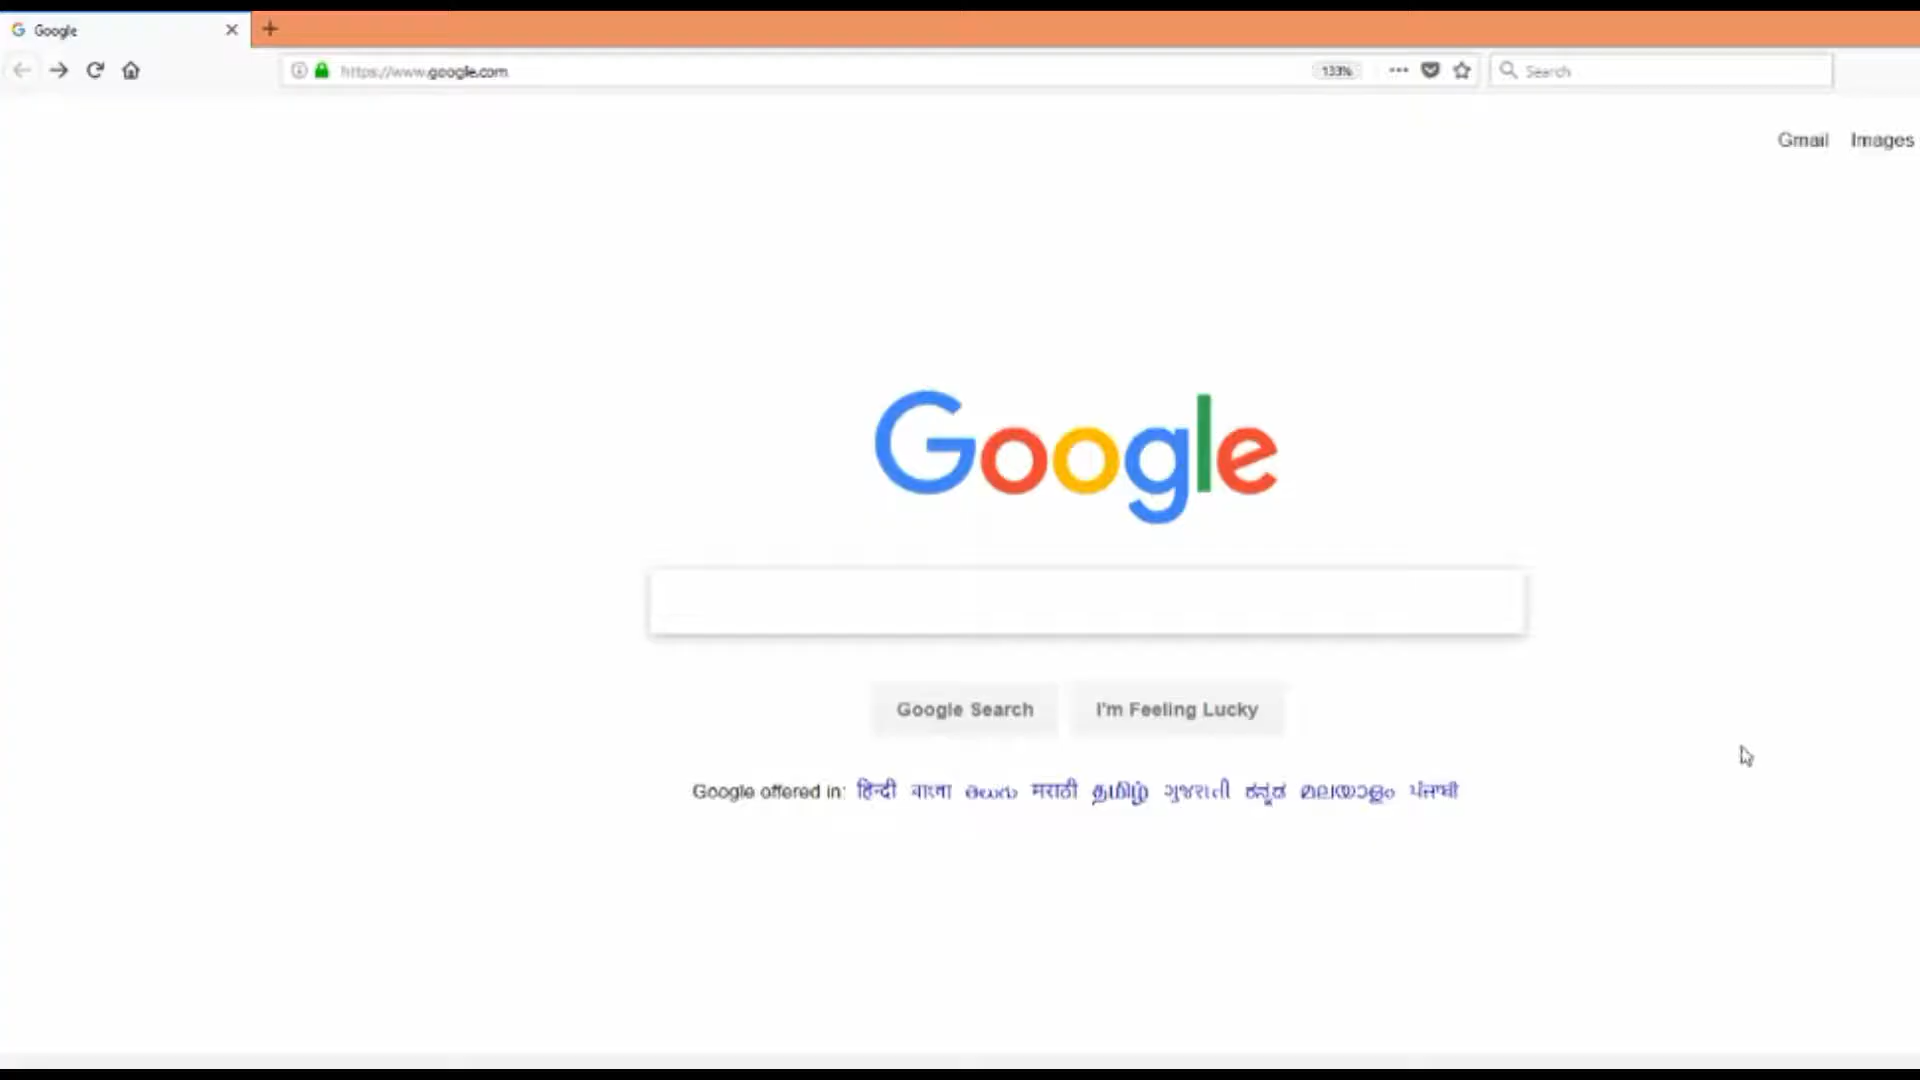 Google
https://www.google.com 133% Search
Gmail Images
Google
Google Search I'm Feeling Lucky
Google offered in: हिन्दी বাংলা తెలుగు मराठी தமிழ் ગુજરાતી ಕನ್ನಡ മലയാളം ਪੰਜਾਬੀ